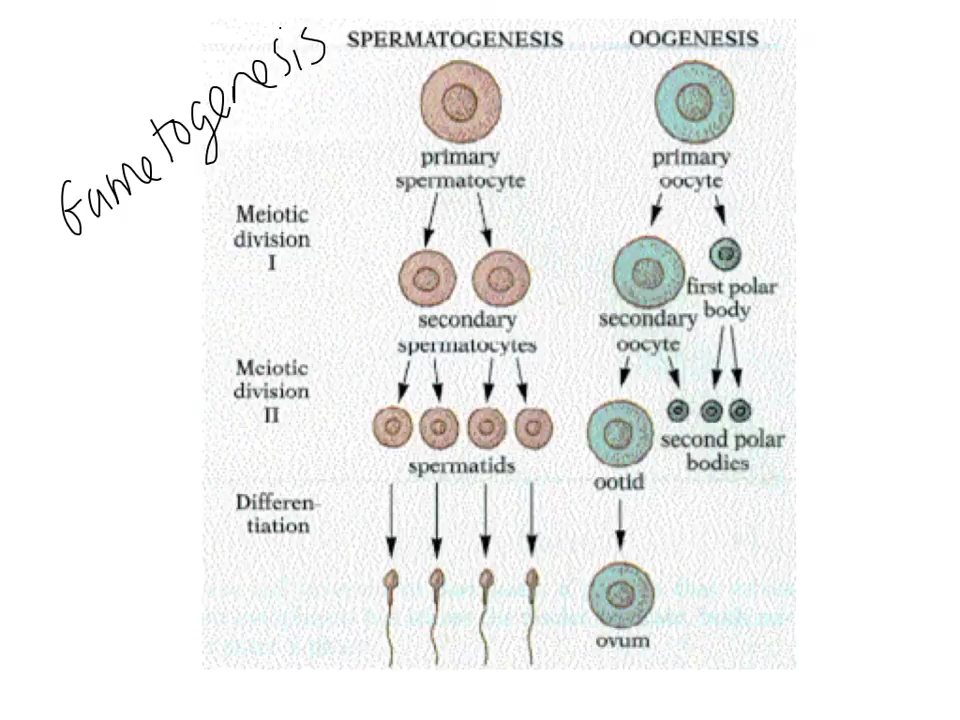 Gametogenesis
SPERMATOGENESIS
OOGENESIS
primary
spermatocyte
primary
oocyte
Meiotic
division
I
secondary
spermatocytes
secondary
oocyte
first polar
body
Meiotic
division
II
spermatids
ootid
second polar
bodies
Differen-
tiation
ovum